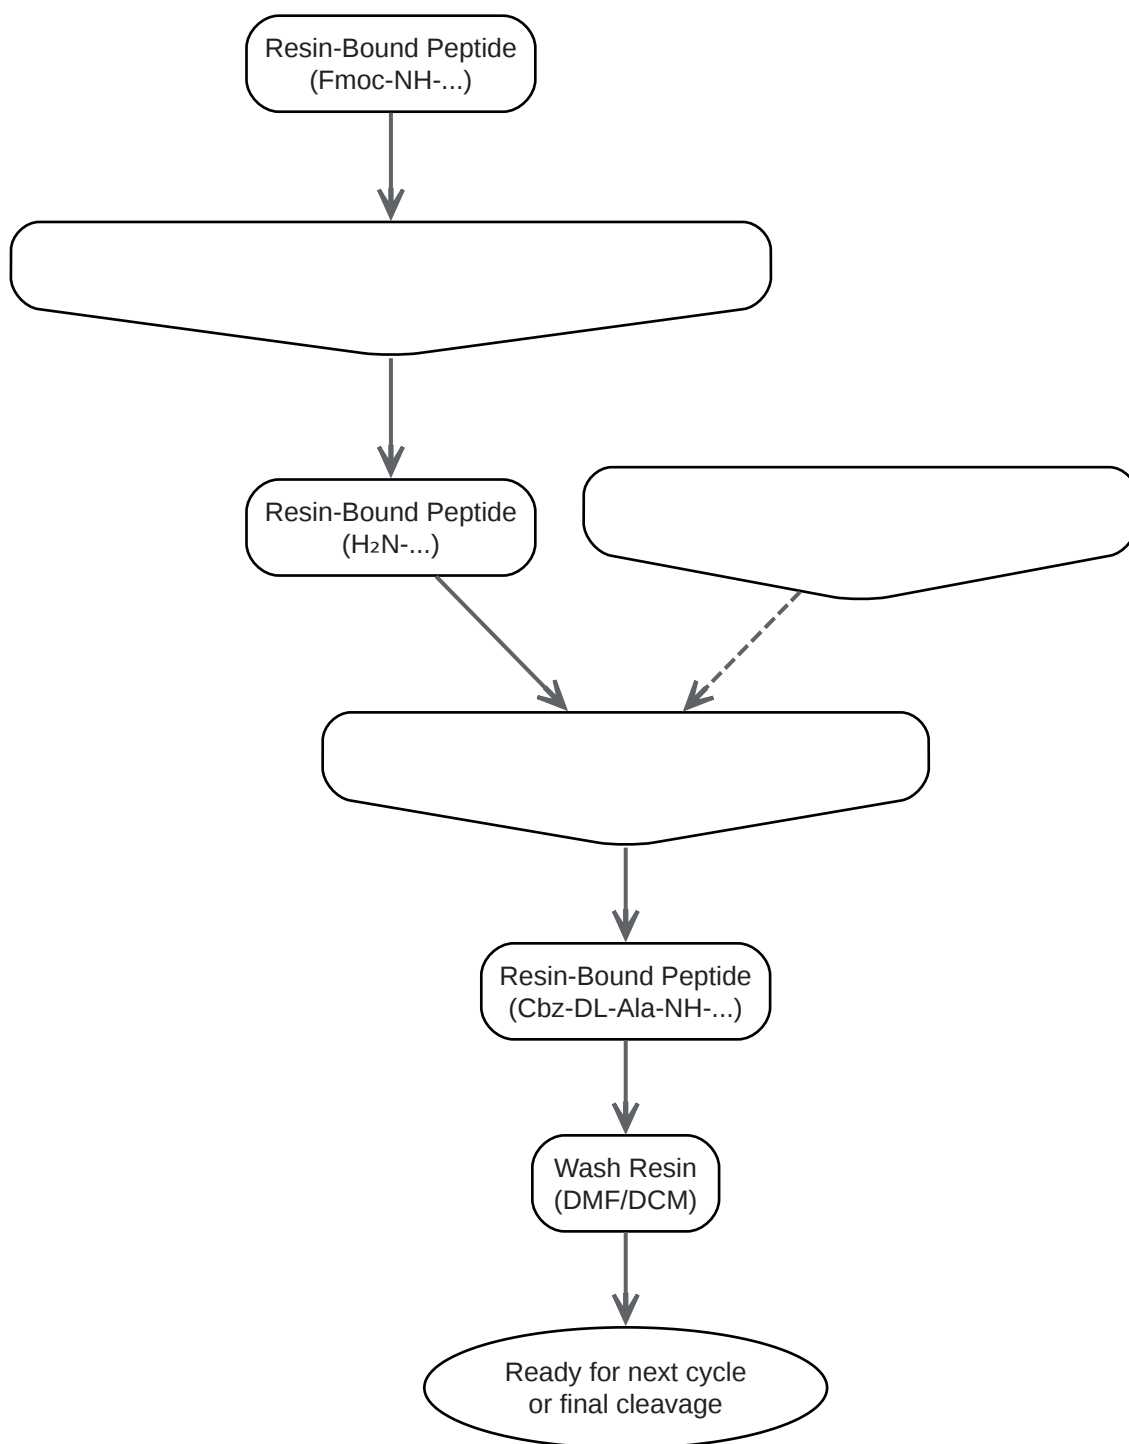 Resin-Bound Peptide
(Fmoc-NH-...)
Resin-Bound Peptide
(H₂N-...)
Resin-Bound Peptide
(Cbz-DL-Ala-NH-...)
Wash Resin
(DMF/DCM)
Ready for next cycle
or final cleavage